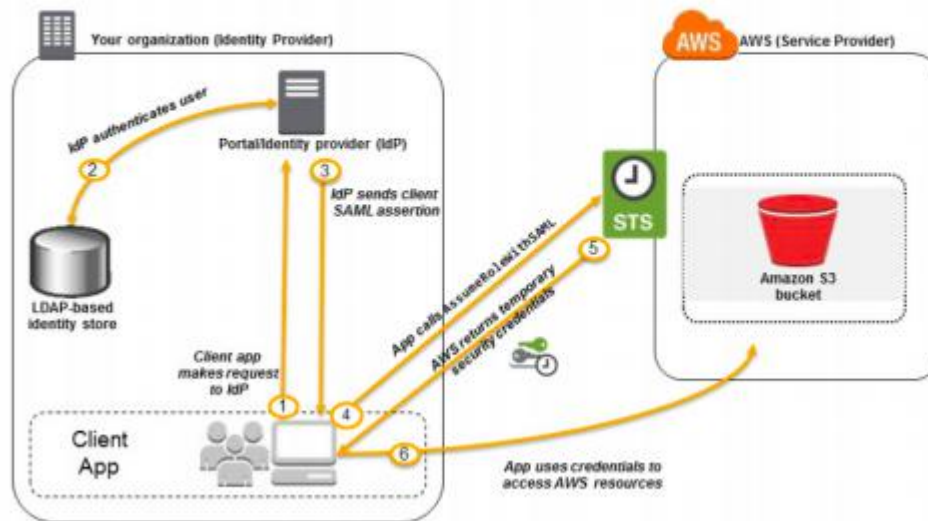 Your organization (Identity Provider)
AWS
AWS (Service Provider)
IdP authenticates user
2
Portal/Identity provider (IdP)
3
IdP sends client
SAML assertion
STS
5
LDAP-based
identity store
Amazon S3
bucket
App calls AssumeRolewithSAML
AWS returns temporary
security credentials
Client app
makes request
to IdP
1
4
Client
App
6
App uses credentials to
access AWS resources